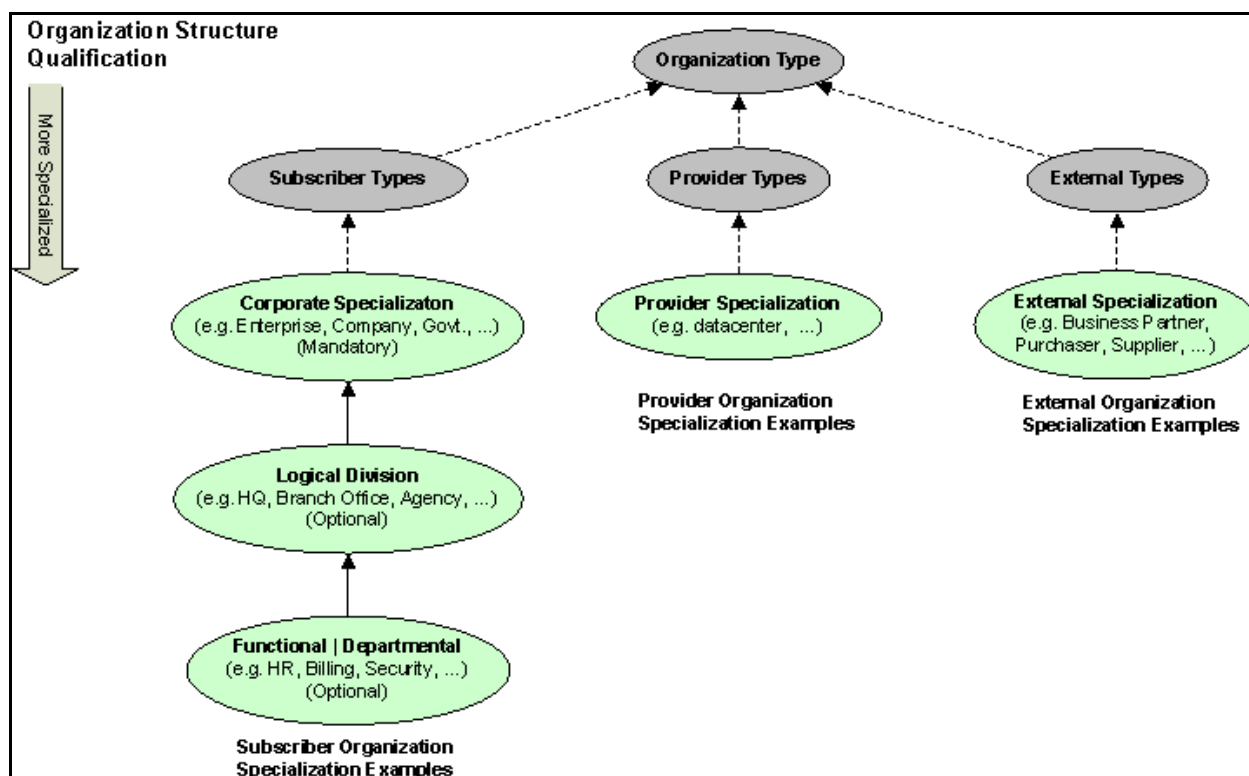 Organization Structure
Qualification
More Specialized
Organization Type
Subscriber Types
Provider Types
External Types
Corporate Specializaton
(e.g. Enterprise, Company, Govt., ...)
(Mandatory)
Provider Specialization
(e.g. datacenter, ...)
External Specialization
(e.g. Business Partner,
Purchaser, Supplier, ...)
Provider Organization
Specialization Examples
External Organization
Specialization Examples
Logical Division
(e.g. HQ, Branch Office, Agency, ...)
(Optional)
Functional | Departmental
(e.g. HR, Billing, Security, ...)
(Optional)
Subscriber Organization
Specialization Examples